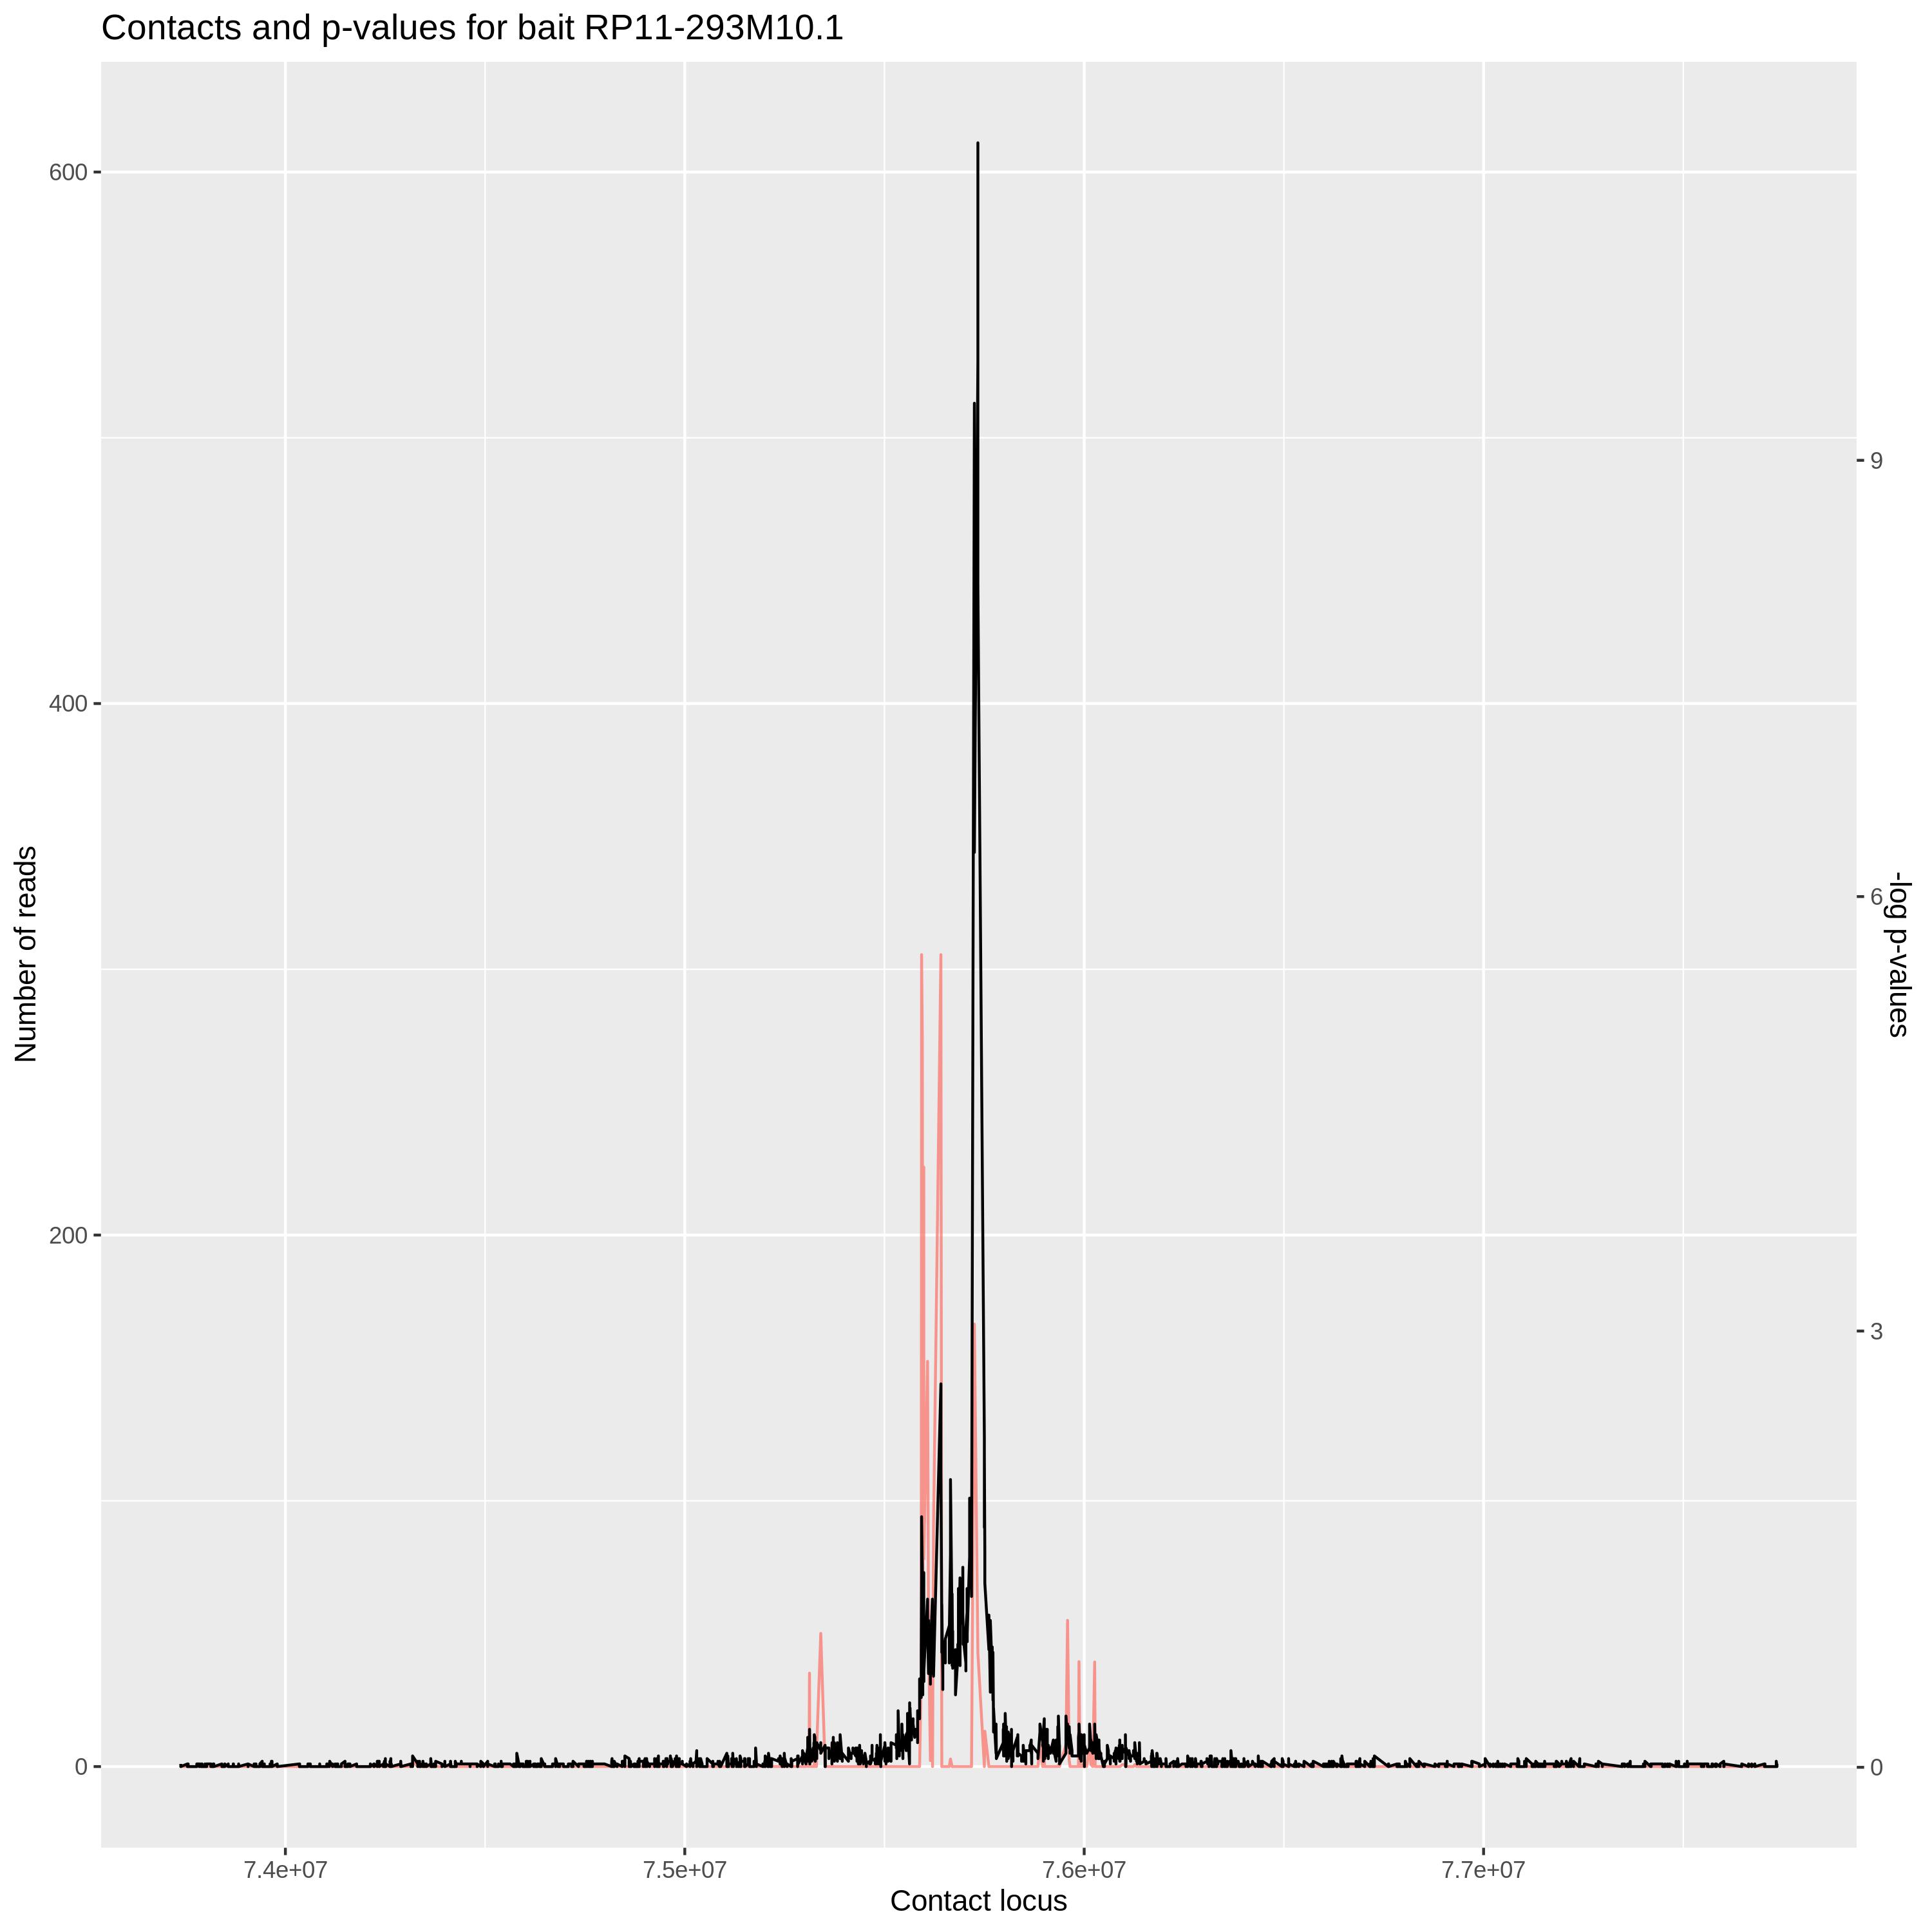 Contacts and p-values for bait RP11-293M10.1
600
400
200
0
Number of reads
9
6
3
0
-log p-values
7.4e+07
7.5e+07
7.6e+07
7.7e+07
Contact locus